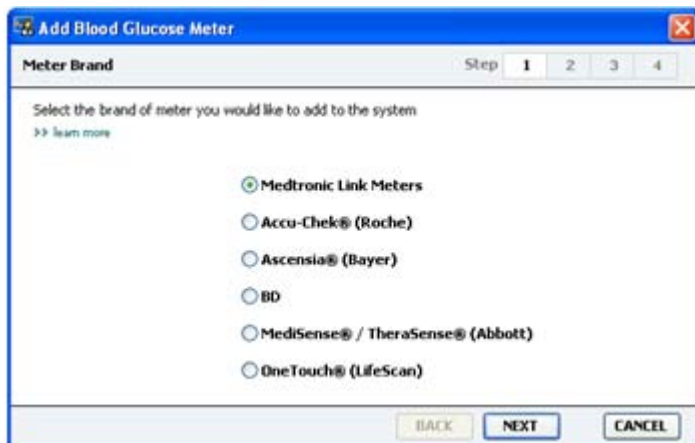 Add Blood Glucose Meter
Meter Brand Step 1 2 3 4
Select the brand of meter you would like to add to the system
>> learn more
Medtronic Link Meters
Accu-Chek® (Roche)
Ascensia® (Bayer)
BD
MediSense® / TheraSense® (Abbott)
OneTouch® (LifeScan)
BACK NEXT CANCEL